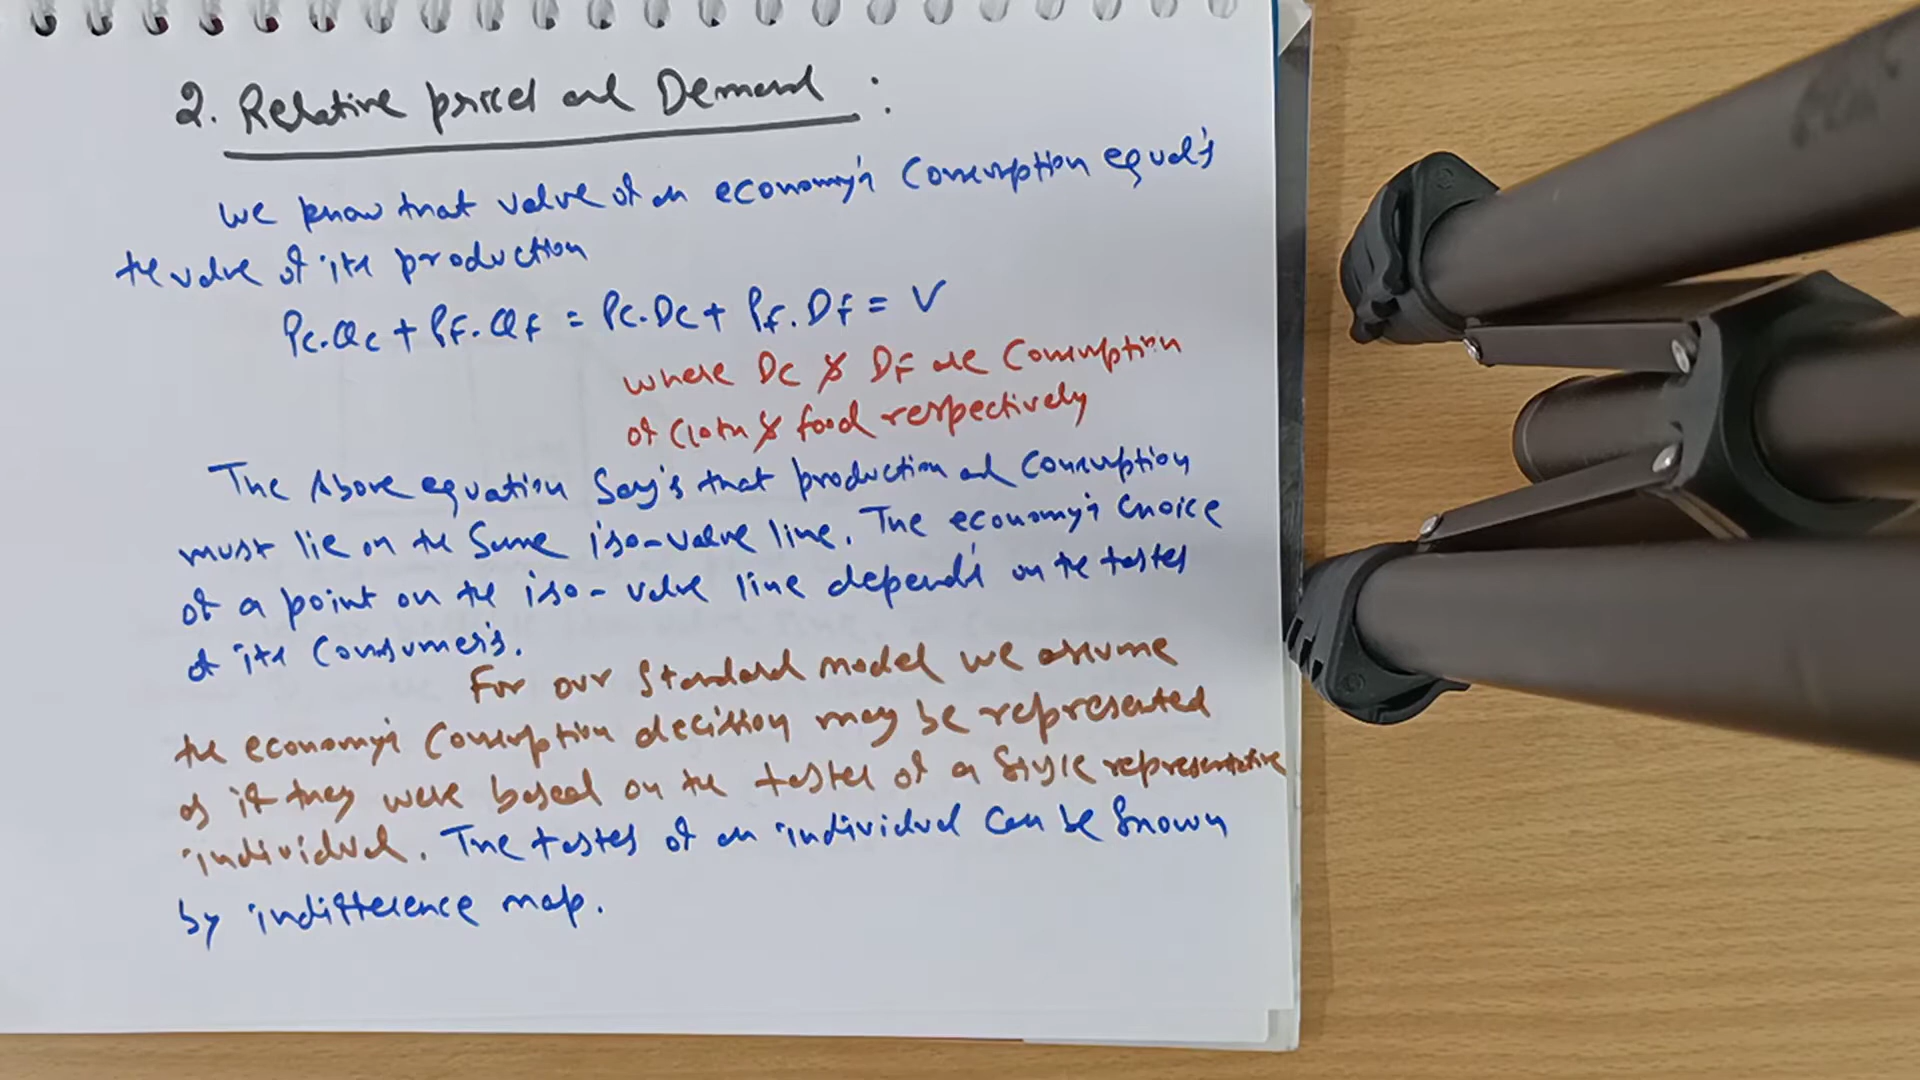 2. Relative prices and Demand :
We know that value of an economy's Consumption equal's
the value of its production
Pc.Qc + PF.QF = Pc.Dc + PF.DF = V
where Dc & DF are Consumption
of Cloth & food respectively
The Above equation Say's that production and Consumption
must lie on the Same iso-value line. The economy's choice
of a point on the iso-value line depends on the tastes
of its Consumers.
For our Standard model we assume
the economy's Consumption decision may be represented
as if they were based on the tastes of a Single representative
individual. The tastes of an individual can be known
by indifference map.